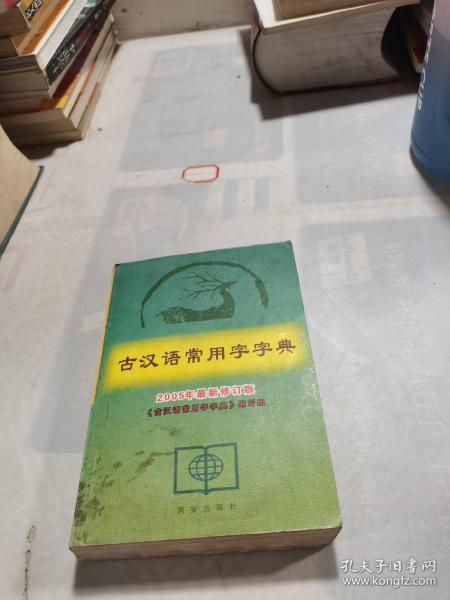 古汉语常用字字典
2005年最新修订版
《古汉语常用字字典》编写组
西安出版社
孔夫子旧书网
www.kongfz.com